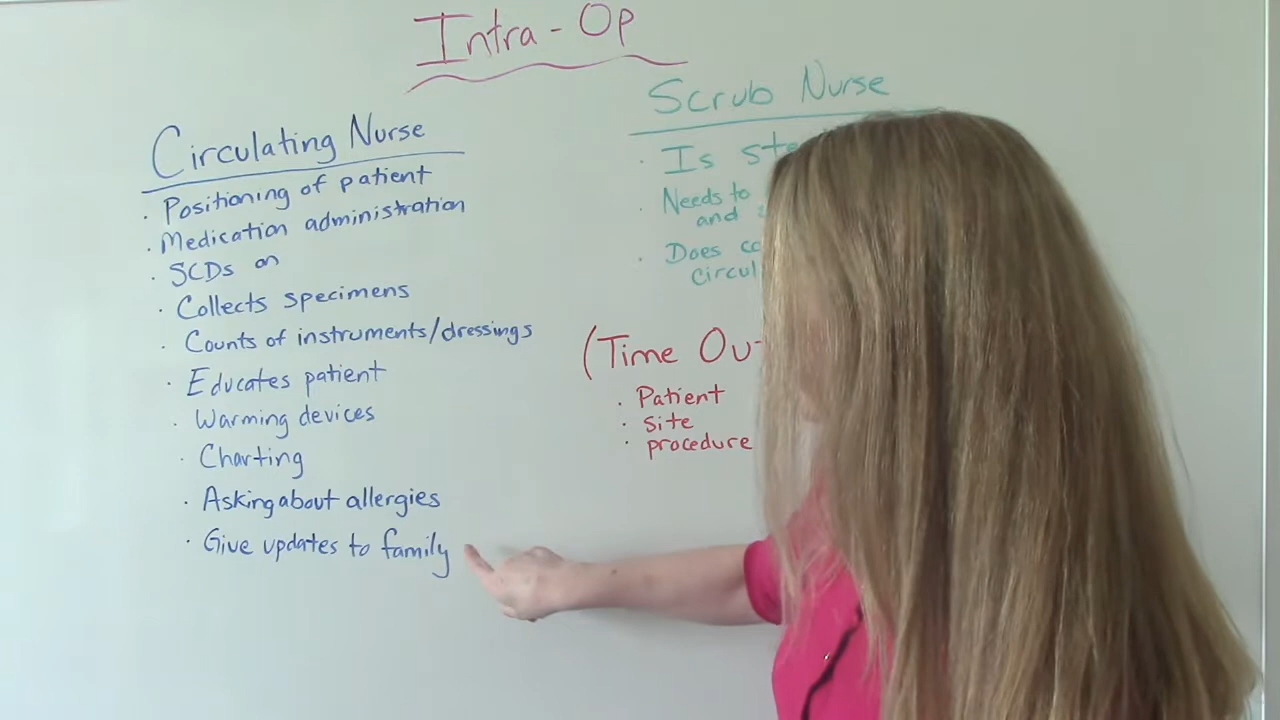 Intra-Op
Circulating Nurse
· Positioning of patient
· Medication administration
· SCDs on
· Collects specimens
· Counts of instruments/dressings
· Educates patient
· Warming devices
· Charting
· Asking about allergies
· Give updates to family
Scrub Nurse
· Is
· Needs to
and
· Does
(Time
· Patient
· site
· procedure